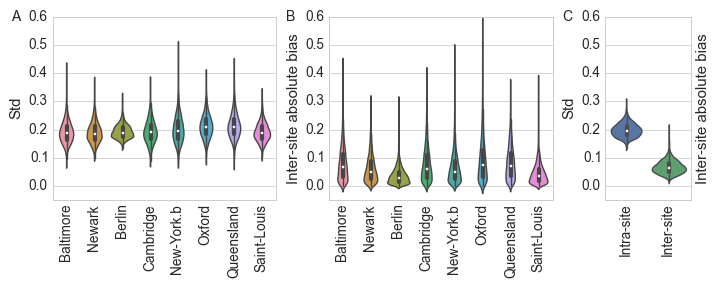 A
Std
0.6
0.5
0.4
0.3
0.2
0.1
0.0
Baltimore
Newark
Berlin
Cambridge
New-York.b
Oxford
Queensland
Saint-Louis
B
Inter-site absolute bias
0.6
0.5
0.4
0.3
0.2
0.1
0.0
Baltimore
Newark
Berlin
Cambridge
New-York.b
Oxford
Queensland
Saint-Louis
C
Std
0.6
0.5
0.4
0.3
0.2
0.1
0.0
Intra-site
Inter-site
Inter-site absolute bias